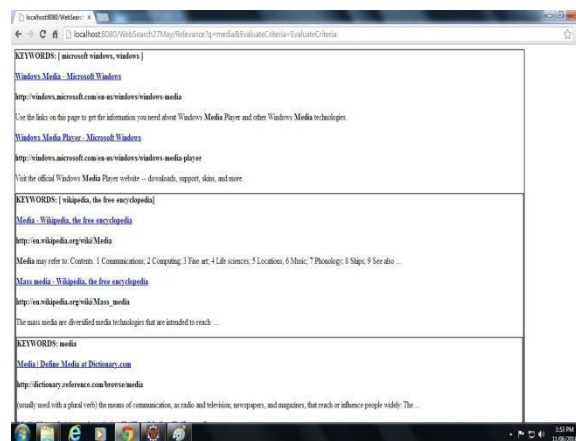 localhost:8080/WebSearc
localhost:8080/WebSearch27May/Relevance?q=media&EvaluateCriteria=EvaluateCriteria
KEYWORDS: [ microsoft windows, windows ]
Windows Media - Microsoft Windows
http://windows.microsoft.com/en-us/windows/windows-media
Use the links on this page to get the information you need about Windows Media Player and other Windows Media technologies.
Windows Media Player - Microsoft Windows
http://windows.microsoft.com/en-us/windows/windows-media-player
Visit the official Windows Media Player website -- downloads, support, skins, and more.
KEYWORDS: [ wikipedia, the free encyclopedia]
Media - Wikipedia, the free encyclopedia
http://en.wikipedia.org/wiki/Media
Media may refer to: Contents. 1 Communications; 2 Computing; 3 Fine art; 4 Life sciences; 5 Locations; 6 Music; 7 Phonology; 8 Ships; 9 See also ...
Mass media - Wikipedia, the free encyclopedia
http://en.wikipedia.org/wiki/Mass_media
The mass media are diversified media technologies that are intended to reach ...
KEYWORDS: media
Media | Define Media at Dictionary.com
http://dictionary.reference.com/browse/media
(usually used with a plural verb) the means of communication, as radio and television, newspapers, and magazines, that reach or influence people widely: The ...
1:53 PM